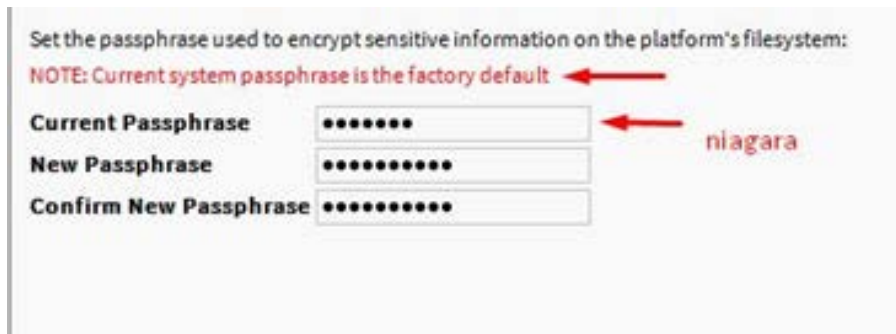 Set the passphrase used to encrypt sensitive information on the platform's filesystem:
NOTE: Current system passphrase is the factory default
Current Passphrase •••••••
niagara
New Passphrase ••••••••••
Confirm New Passphrase ••••••••••